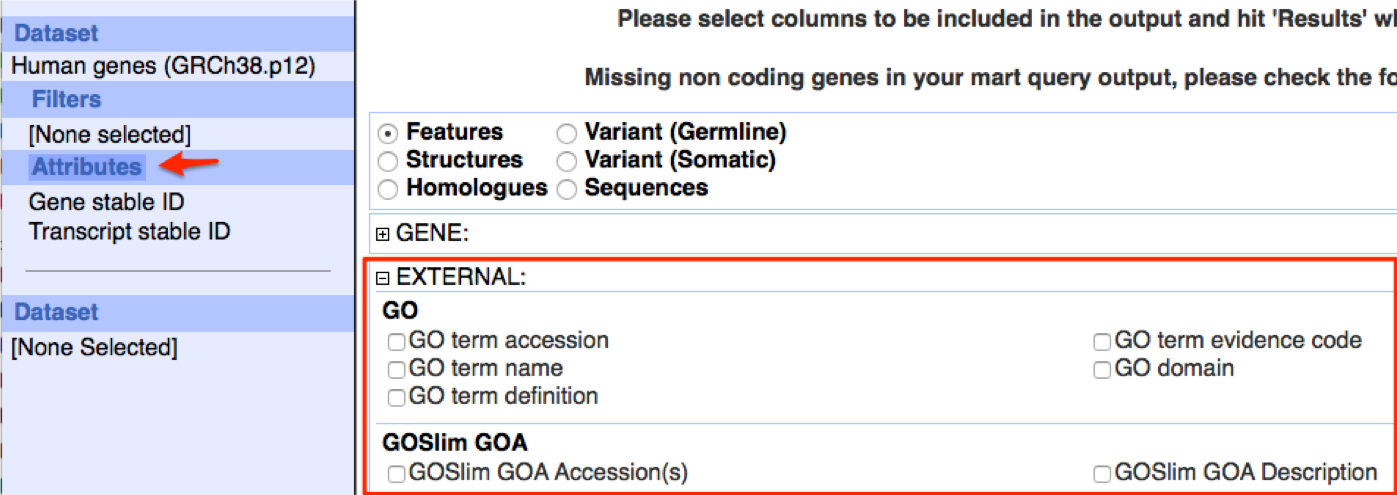 Dataset
Human genes (GRCh38.p12)
Filters
[None selected]
Attributes
Gene stable ID
Transcript stable ID
Dataset
[None Selected]
Please select columns to be included in the output and hit 'Results' wh
Missing non coding genes in your mart query output, please check the fo
Features Variant (Germline)
Structures Variant (Somatic)
Homologues Sequences
GENE:
EXTERNAL:
GO
GO term accession GO term evidence code
GO term name GO domain
GO term definition
GOSlim GOA
GOSlim GOA Accession(s) GOSlim GOA Description